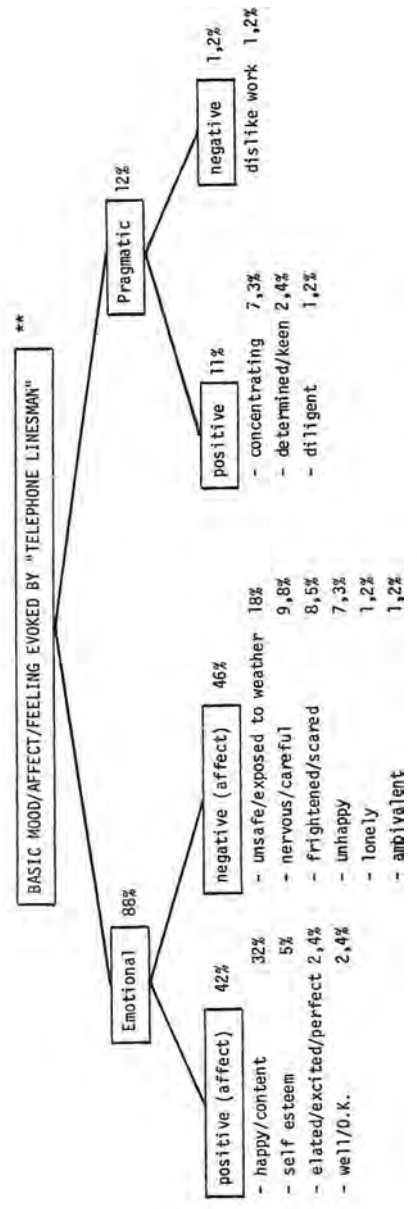 BASIC MOOD/AFFECT/FEELING EVOKED BY "TELEPHONE LINESMAN" **
Emotional 88%
Pragmatic 12%
positive (affect) 42%
- happy/content 32%
- self esteem 5%
- elated/excited/perfect 2,4%
- well/O.K. 2,4%
negative (affect) 46%
- unsafe/exposed to weather 18%
+ nervous/careful 9,8%
- frightened/scared 8,5%
- unhappy 7,3%
- lonely 1,2%
- ambivalent 1,2%
positive 11%
- concentrating 7,3%
- determined/keen 2,4%
- diligent 1,2%
negative 1,2%
dislike work 1,2%